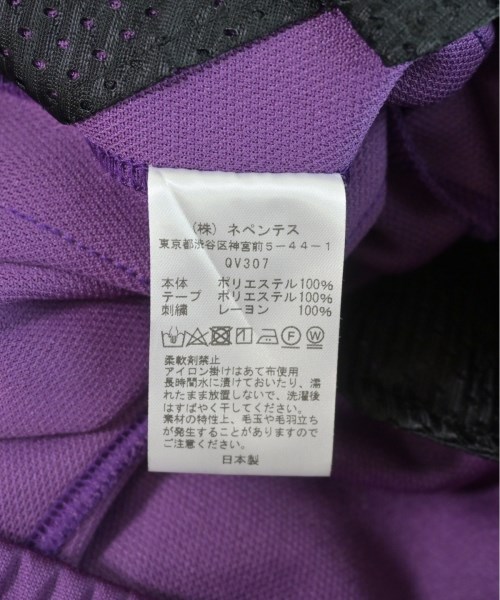 (株) ネペンテス
東京都渋谷区神宮前5-44-1
QV307
本体 ポリエステル100%
テープ ポリエステル100%
刺繍 レーヨン 100%
F W
柔軟剤禁止
アイロン掛けはあて布使用
長時間水に漬けておいたり、濡
れたまま放置しないで、洗濯後
はすばやく干してください。
素材の特性上、毛玉や毛羽立ち
が発生することがありますので
ご注意ください。
日本製